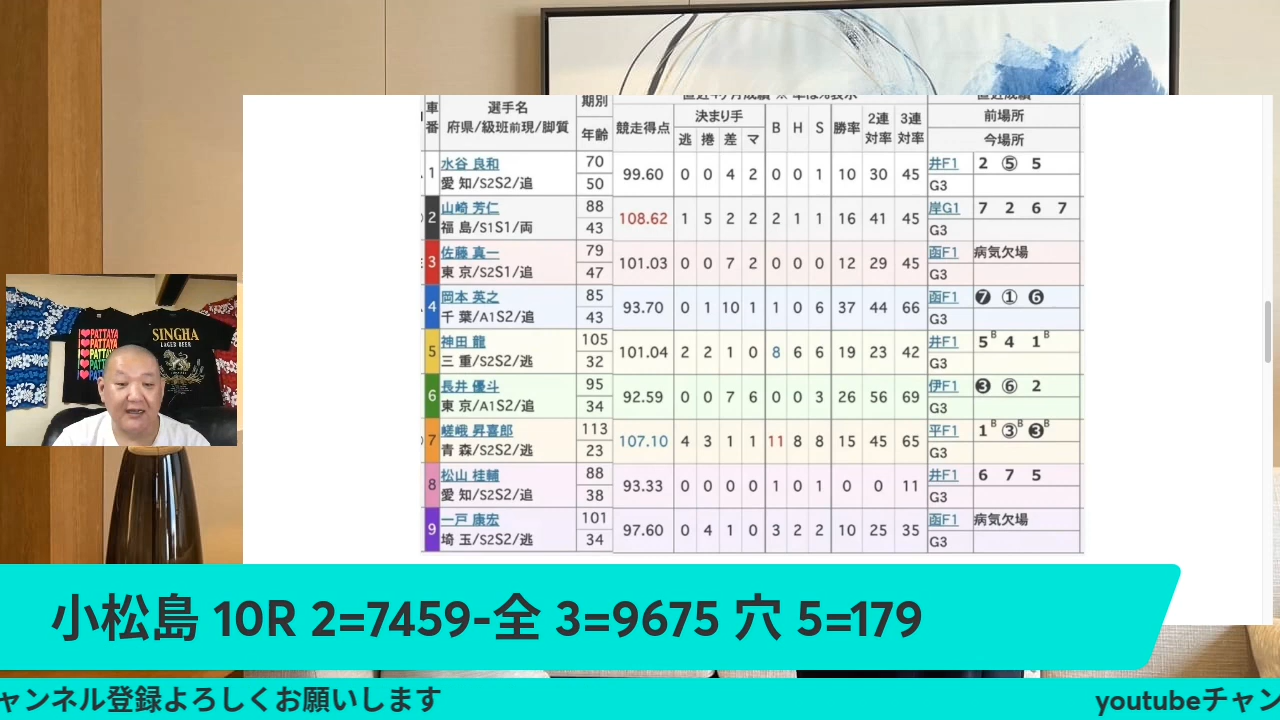 車番
選手名
府県/級班前現/脚質
期別
年齢
競走得点
決まり手
逃 捲 差 マ
B H S 勝率 2連対率 3連対率
前場所
今場所
1 水谷 良和 愛 知/S2S2/追 70 50 99.60 0 0 4 2 0 0 1 10 30 45 井F1 2 ⑤ 5 G3
2 山崎 芳仁 福 島/S1S1/両 88 43 108.62 1 5 2 2 2 1 1 16 41 45 岸G1 7 2 6 7 G3
3 佐藤 真一 東 京/S2S1/追 79 47 101.03 0 0 7 2 0 0 0 12 29 45 函F1 病気欠場 G3
4 岡本 英之 千 葉/A1S2/追 85 43 93.70 0 1 10 1 1 0 6 37 44 66 函F1 ❼ ① ❻ G3
5 神田 龍 三 重/S2S2/逃 105 32 101.04 2 2 1 0 8 6 6 19 23 42 井F1 5B 4 1B G3
6 長井 優斗 東 京/A1S2/追 95 34 92.59 0 0 7 6 0 0 3 26 56 69 伊F1 ❸ ⑥ 2 G3
7 嵯峨 昇喜郎 青 森/S2S2/逃 113 23 107.10 4 3 1 1 11 8 8 15 45 65 平F1 1B ③B ❸B G3
8 松山 桂輔 愛 知/S2S2/追 88 38 93.33 0 0 0 0 1 0 1 0 0 11 井F1 6 7 5 G3
9 一戸 康宏 埼 玉/S2S2/逃 101 34 97.60 0 4 1 0 3 2 2 10 25 35 函F1 病気欠場 G3
SINGHA
LAGER BEER
PATTAYA
PATTAYA
小松島 10R 2=7459-全 3=9675 穴 5=179
ャンネル登録よろしくお願いします
youtubeチャン